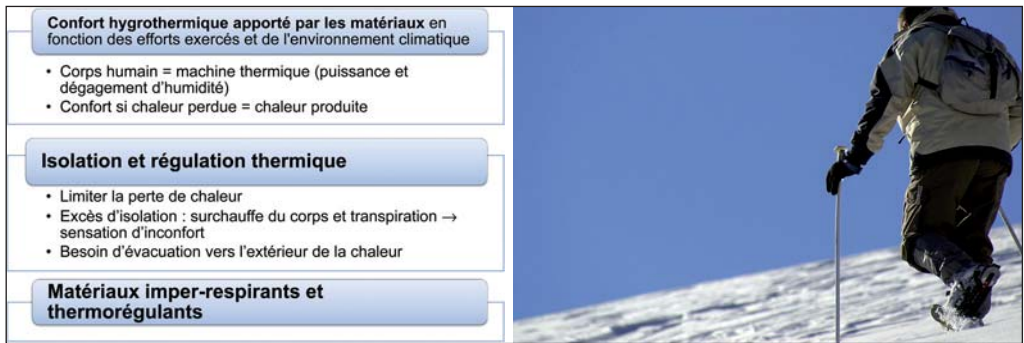 Confort hygrothermique apporté par les matériaux en
fonction des efforts exercés et de l'environnement climatique
• Corps humain = machine thermique (puissance et
dégagement d'humidité)
• Confort si chaleur perdue = chaleur produite
Isolation et régulation thermique
• Limiter la perte de chaleur
• Excès d'isolation : surchauffe du corps et transpiration →
sensation d'inconfort
• Besoin d'évacuation vers l'extérieur de la chaleur
Matériaux imper-respirants et
thermorégulants